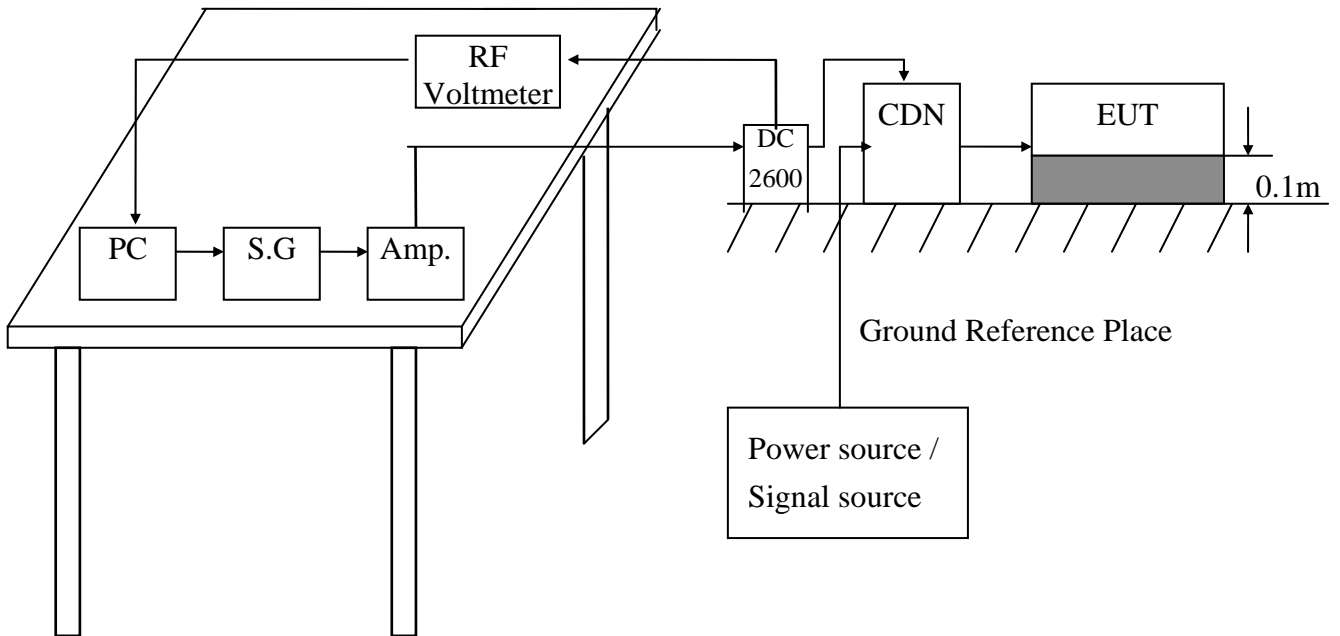 RF
Voltmeter
DC
2600
CDN
EUT
0.1m
PC
S.G
Amp.
Ground Reference Place
Power source /
Signal source